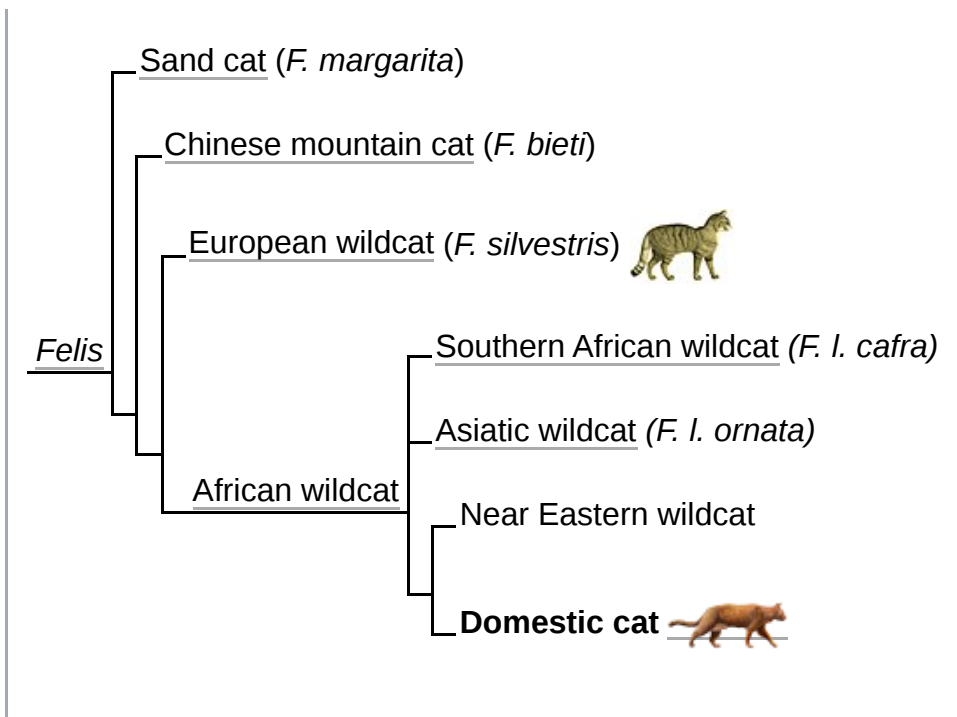 Sand cat (F. margarita)
Chinese mountain cat (F. bieti)
European wildcat (F. silvestris)
Felis
Southern African wildcat (F. l. cafra)
Asiatic wildcat (F. l. ornata)
African wildcat
Near Eastern wildcat
Domestic cat